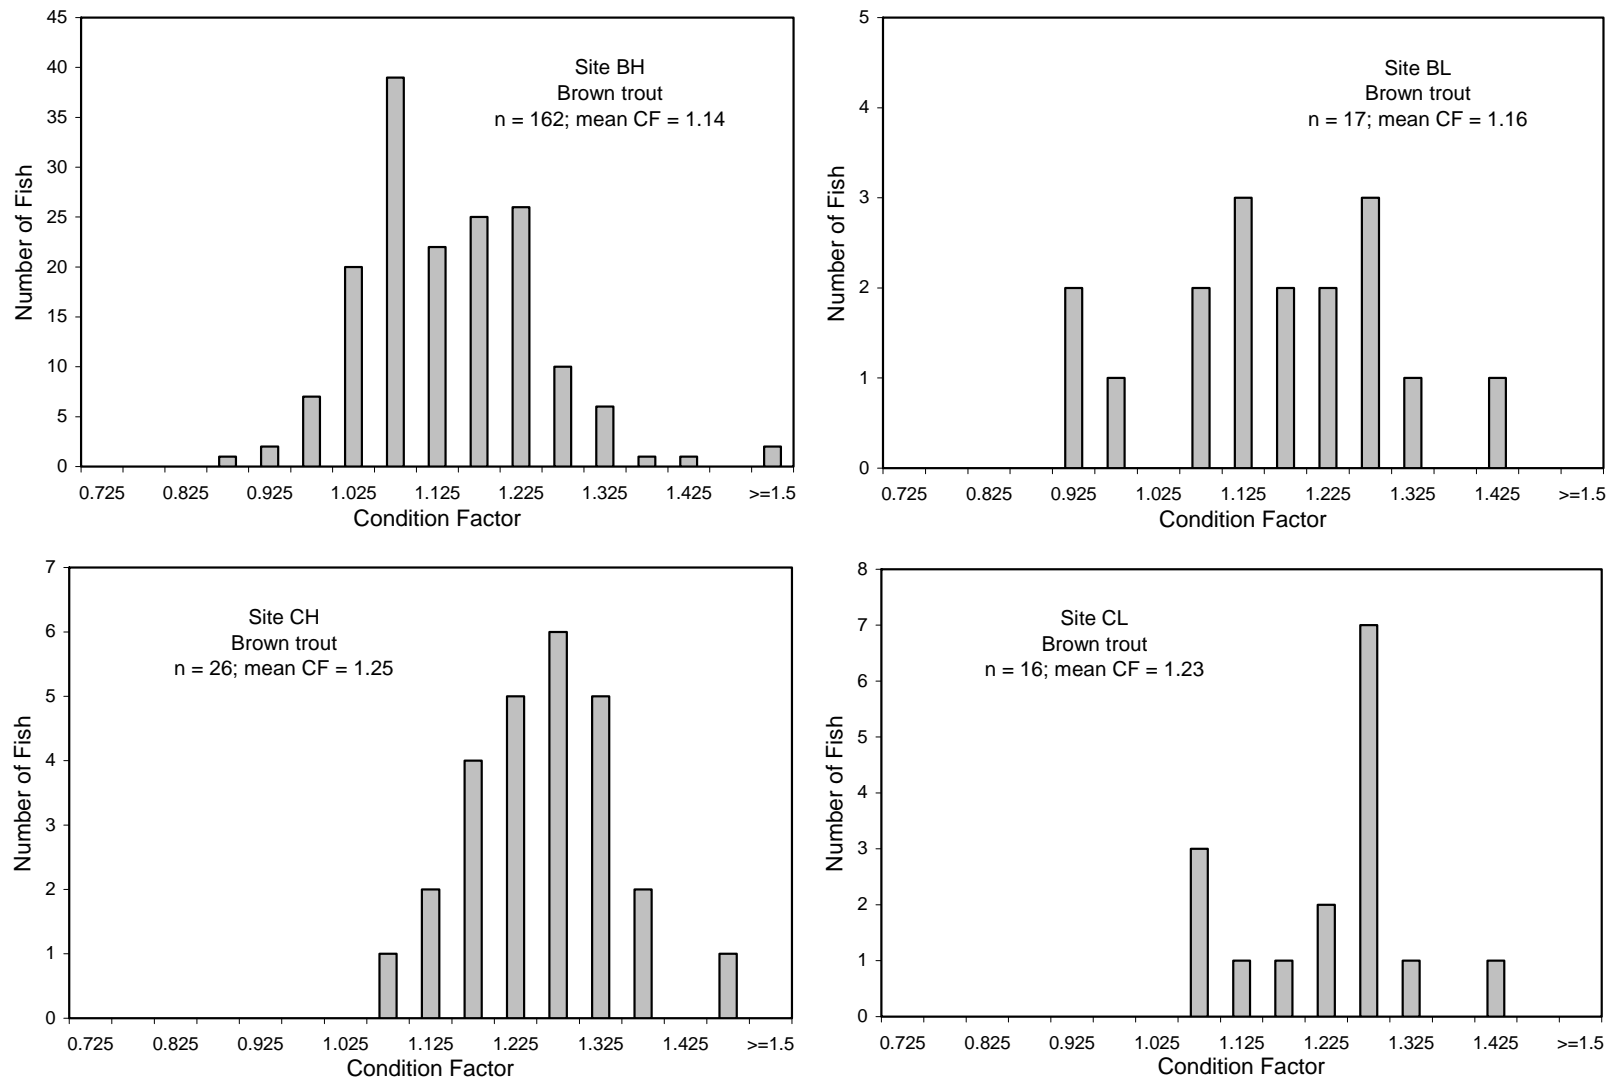 45
40
35
30
25
20
15
10
5
0
Number of Fish
Site BH
Brown trout
n = 162; mean CF = 1.14
0.725 0.825 0.925 1.025 1.125 1.225 1.325 1.425 >=1.5
Condition Factor
5
4
3
2
1
0
Number of Fish
Site BL
Brown trout
n = 17; mean CF = 1.16
0.725 0.825 0.925 1.025 1.125 1.225 1.325 1.425 >=1.5
Condition Factor
7
6
5
4
3
2
1
0
Number of Fish
Site CH
Brown trout
n = 26; mean CF = 1.25
0.725 0.825 0.925 1.025 1.125 1.225 1.325 1.425 >=1.5
Condition Factor
8
7
6
5
4
3
2
1
0
Number of Fish
Site CL
Brown trout
n = 16; mean CF = 1.23
0.725 0.825 0.925 1.025 1.125 1.225 1.325 1.425 >=1.5
Condition Factor